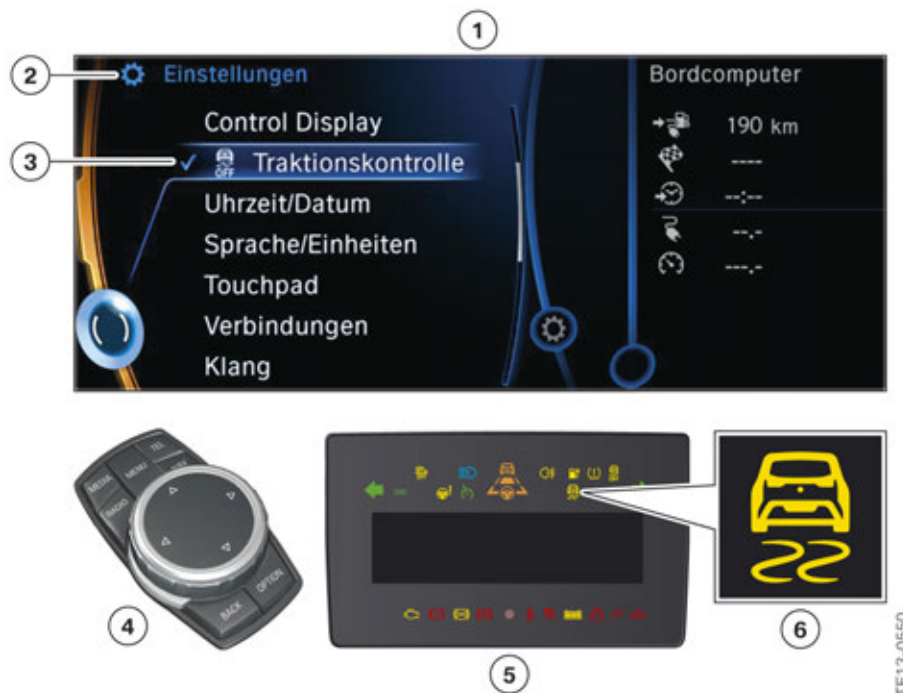 1
2
Einstellungen
Bordcomputer
Control Display
190 km
3
OFF
Traktionskontrolle
----
Uhrzeit/Datum
--:--
Sprache/Einheiten
--.-
Touchpad
---.-
Verbindungen
Klang
TEL
MENU
MEDIA
RADIO
OPTION
BACK
4
5
6